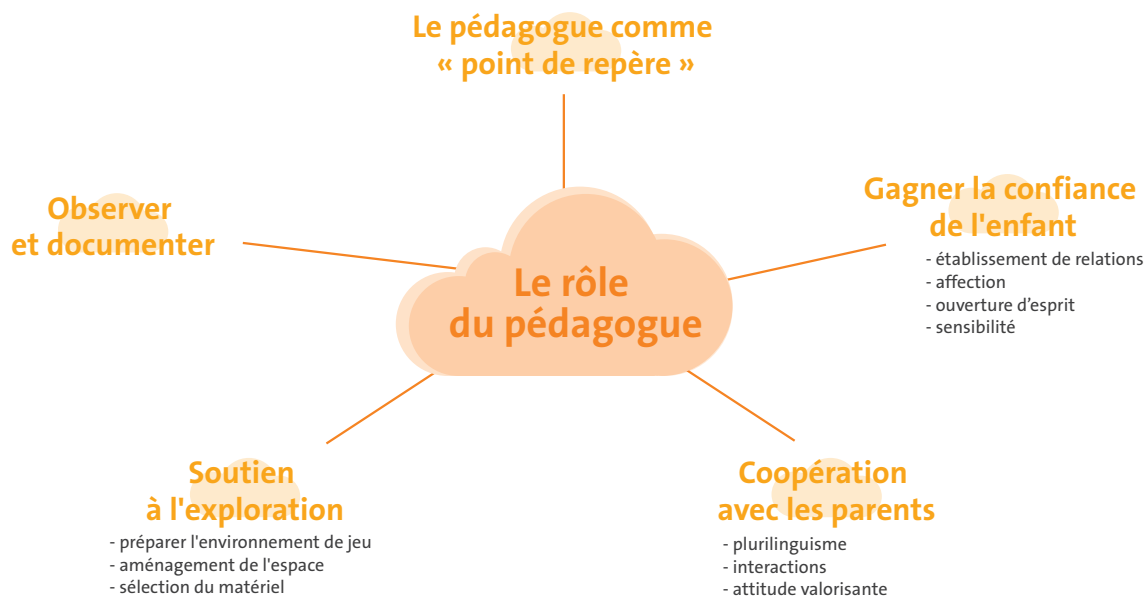 Le pédagogue comme
« point de repère »
Observer
et documenter
Gagner la confiance
de l'enfant
- établissement de relations
- affection
- ouverture d’esprit
- sensibilité
Le rôle
du pédagogue
Soutien
à l'exploration
- préparer l'environnement de jeu
- aménagement de l'espace
- sélection du matériel
Coopération
avec les parents
- plurilinguisme
- interactions
- attitude valorisante